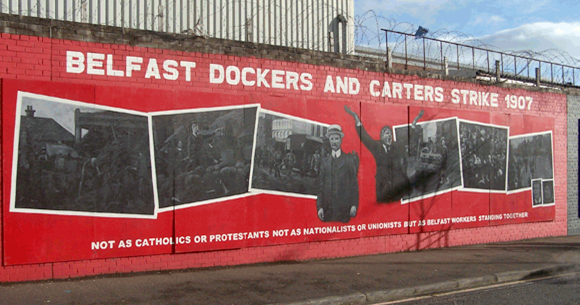 BELFAST DOCKERS AND CARTERS STRIKE 1907
NOT AS CATHOLICS OR PROTESTANTS NOT AS NATIONALISTS OR UNIONISTS BUT AS BELFAST WORKERS STANDING TOGETHER